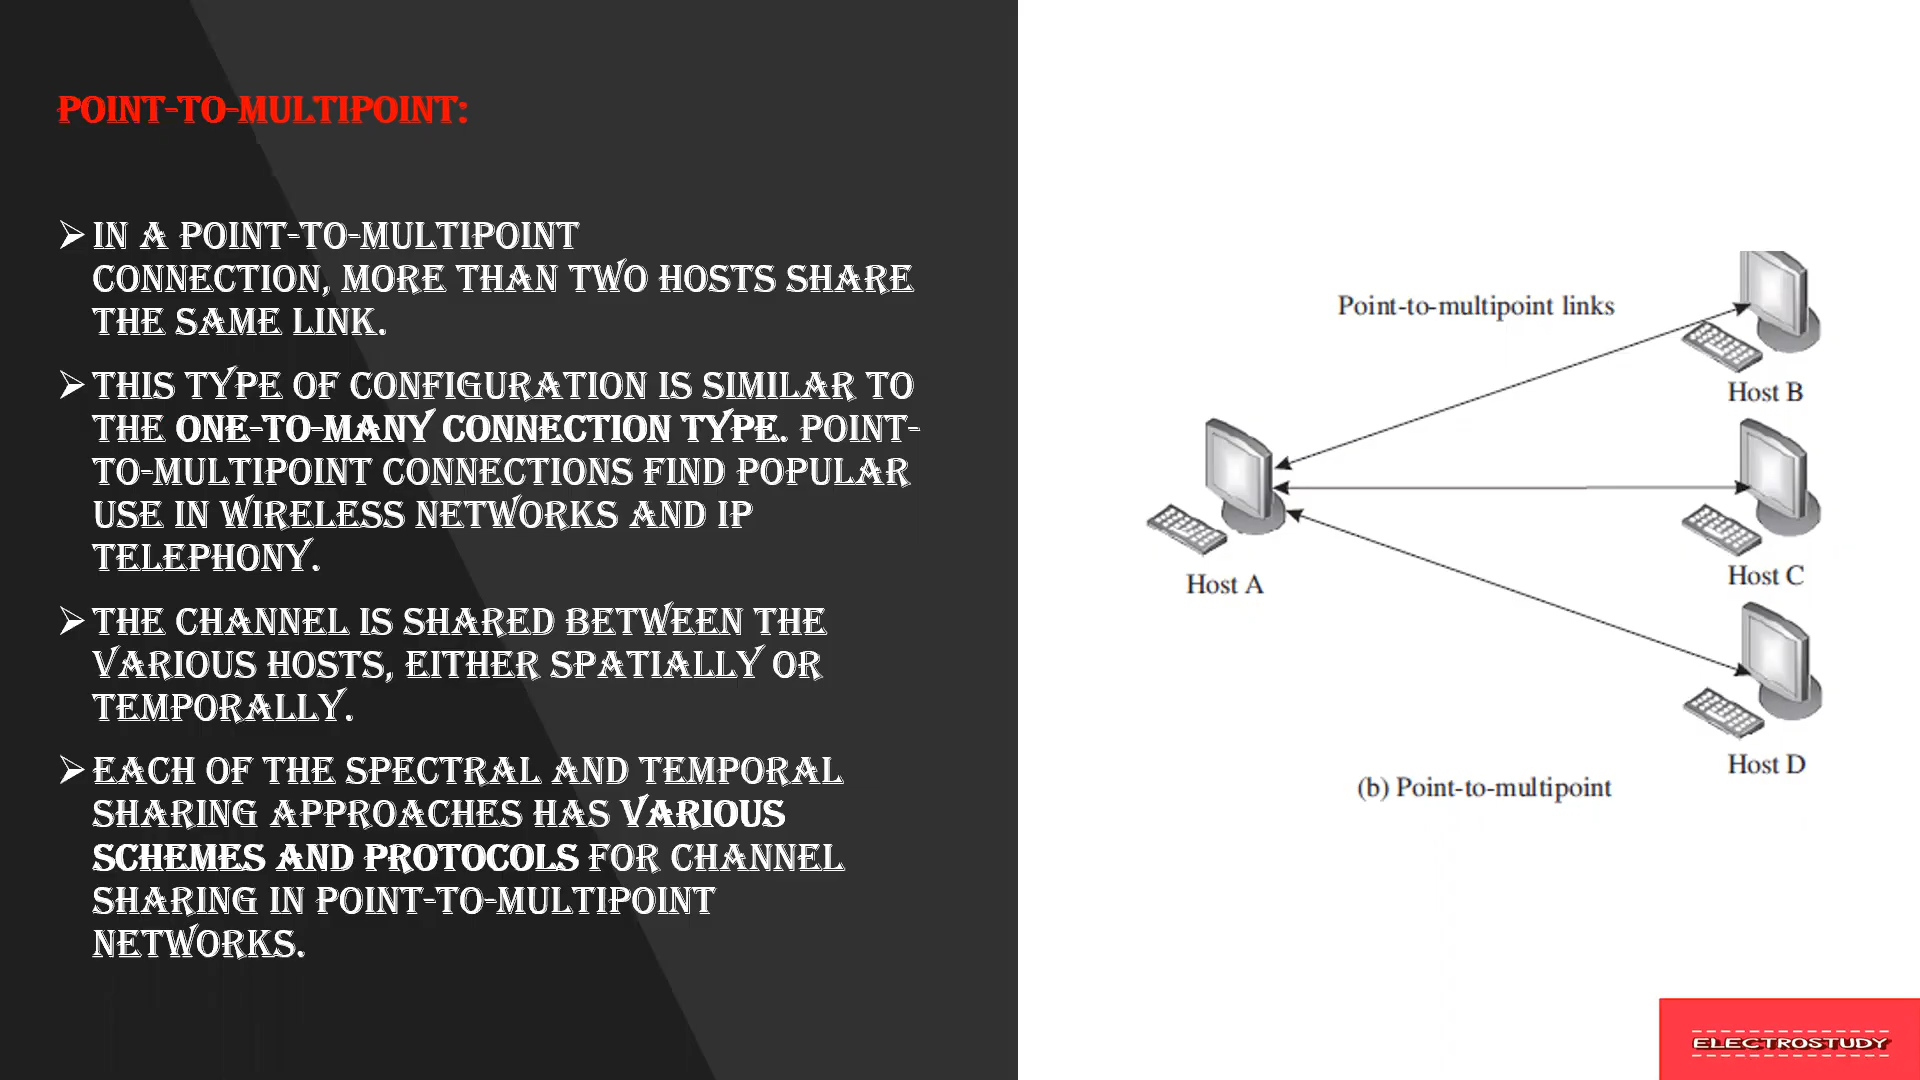 POINT-TO-MULTIPOINT:
➢ IN A POINT-TO-MULTIPOINT
CONNECTION, MORE THAN TWO HOSTS SHARE
THE SAME LINK.
➢ THIS TYPE OF CONFIGURATION IS SIMILAR TO
THE ONE-TO-MANY CONNECTION TYPE. POINT-
TO-MULTIPOINT CONNECTIONS FIND POPULAR
USE IN WIRELESS NETWORKS AND IP
TELEPHONY.
➢ THE CHANNEL IS SHARED BETWEEN THE
VARIOUS HOSTS, EITHER SPATIALLY OR
TEMPORALLY.
➢ EACH OF THE SPECTRAL AND TEMPORAL
SHARING APPROACHES HAS VARIOUS
SCHEMES AND PROTOCOLS FOR CHANNEL
SHARING IN POINT-TO-MULTIPOINT
NETWORKS.
Point-to-multipoint links
Host B
Host A
Host C
Host D
(b) Point-to-multipoint
ELECTROSTUDY